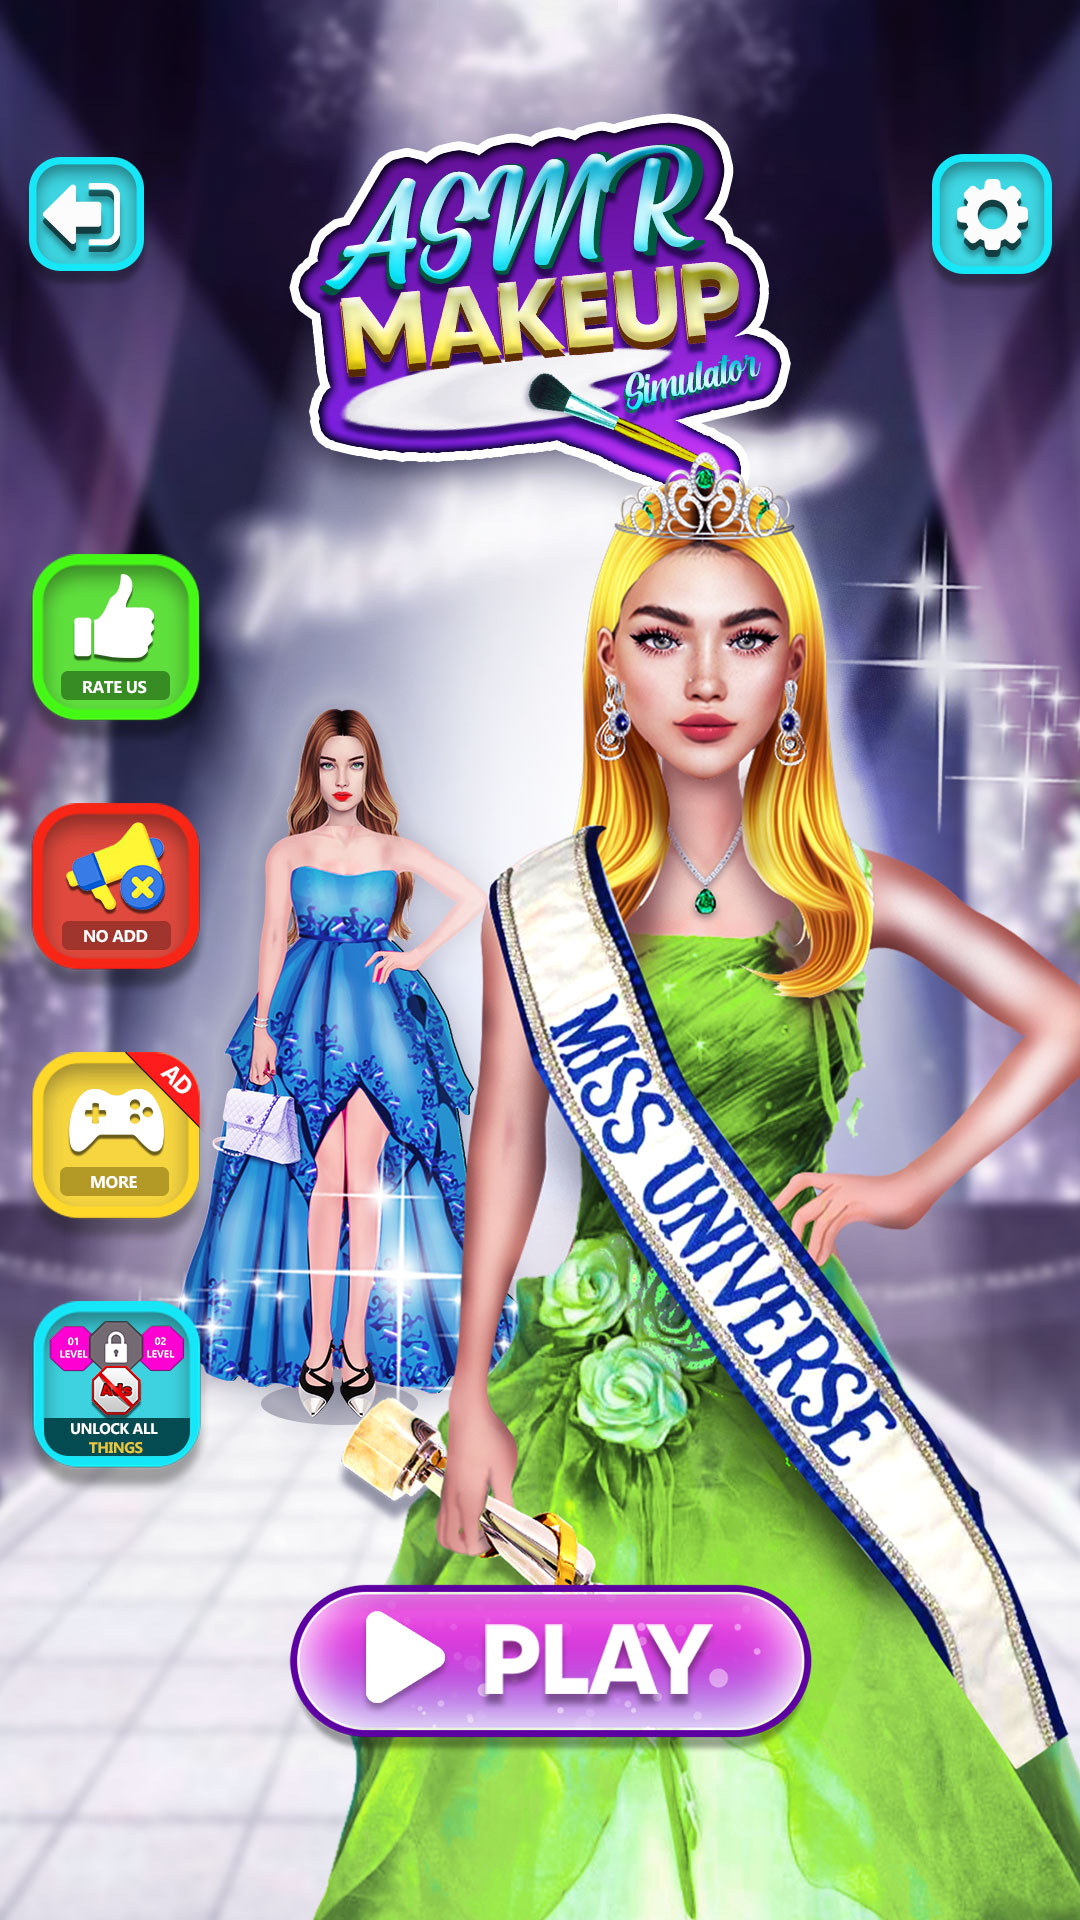 ASMR
MAKEUP
Simulator
RATE US
NO ADD
AD
MORE
01
LEVEL
02
LEVEL
Ads
UNLOCK ALL
THINGS
MISS UNIVERSE
PLAY